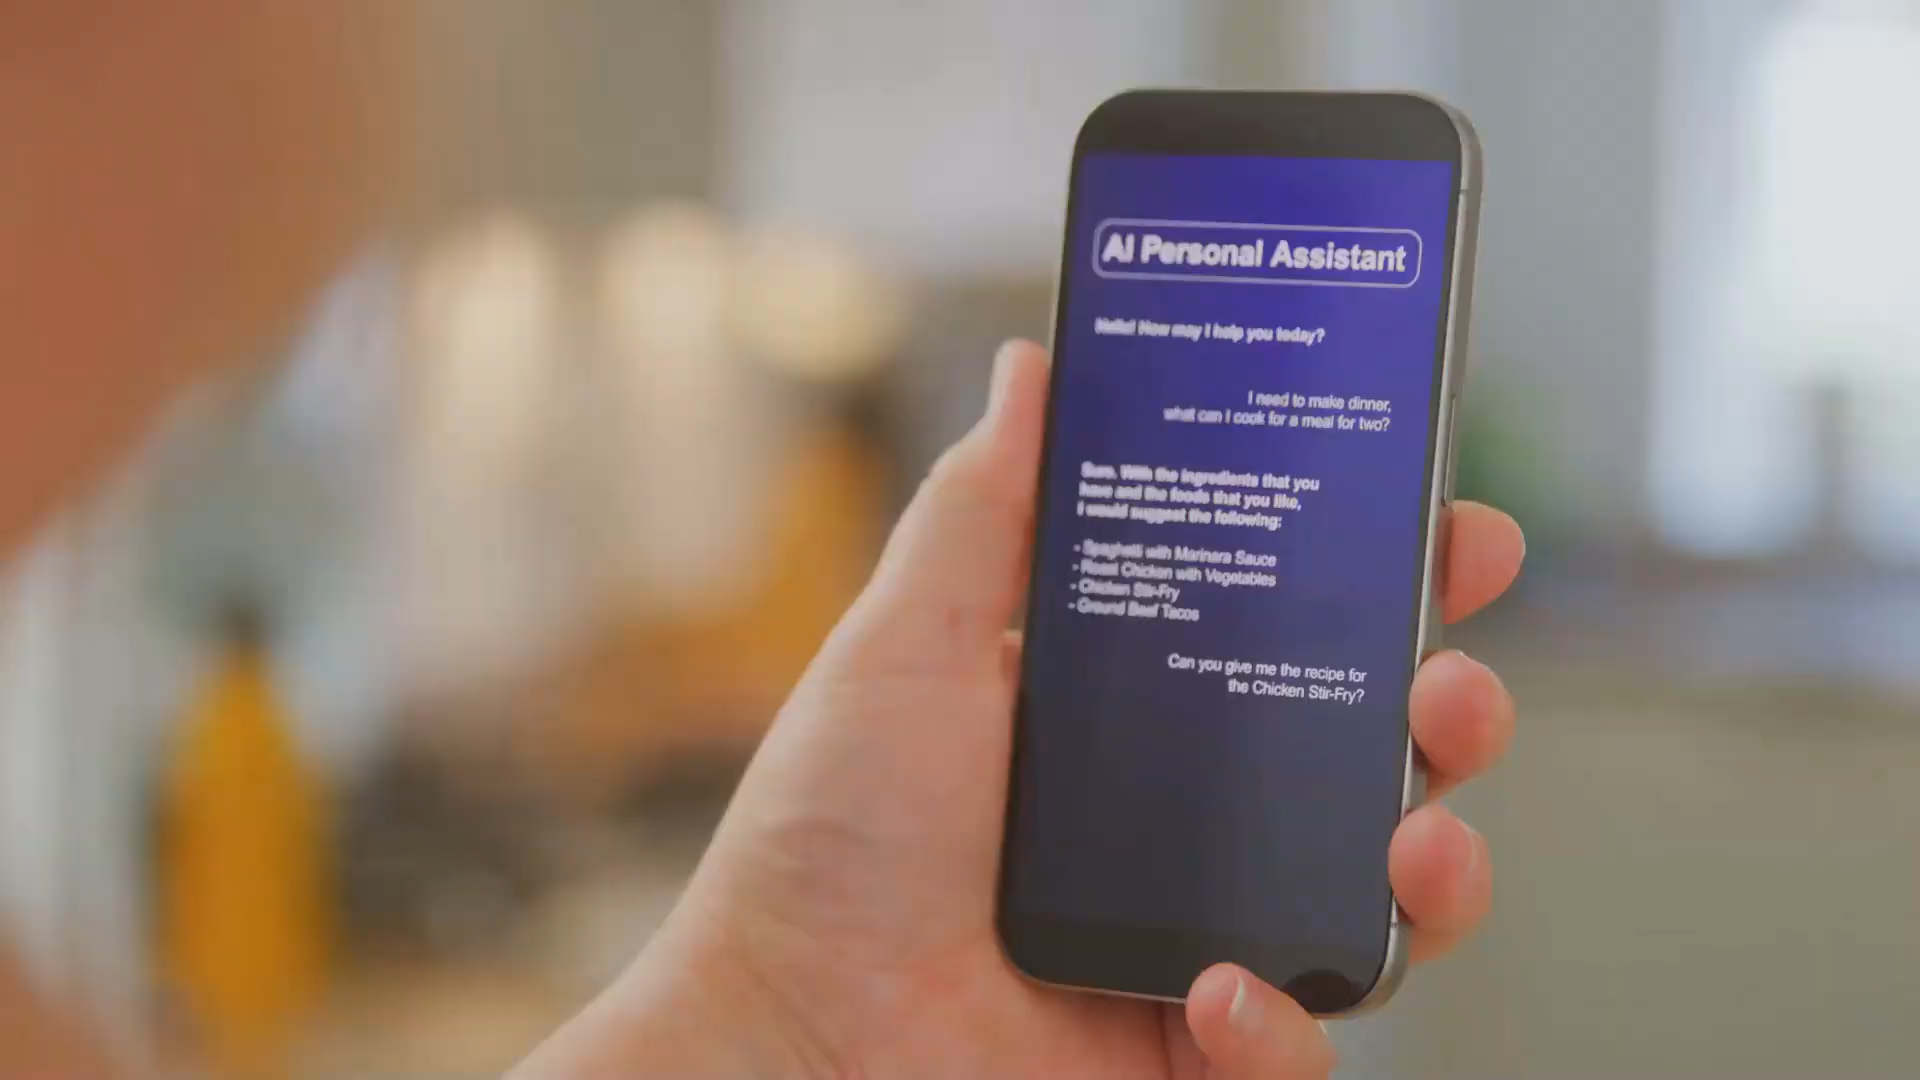 AI Personal Assistant
Hello! How may I help you today?
I need to make dinner,
what can I cook for a meal for two?
Sure. With the ingredients that you
have and the foods that you like,
I would suggest the following:
- Spaghetti with Marinara Sauce
- Roast Chicken with Vegetables
- Chicken Stir-Fry
- Ground Beef Tacos
Can you give me the recipe for
the Chicken Stir-Fry?